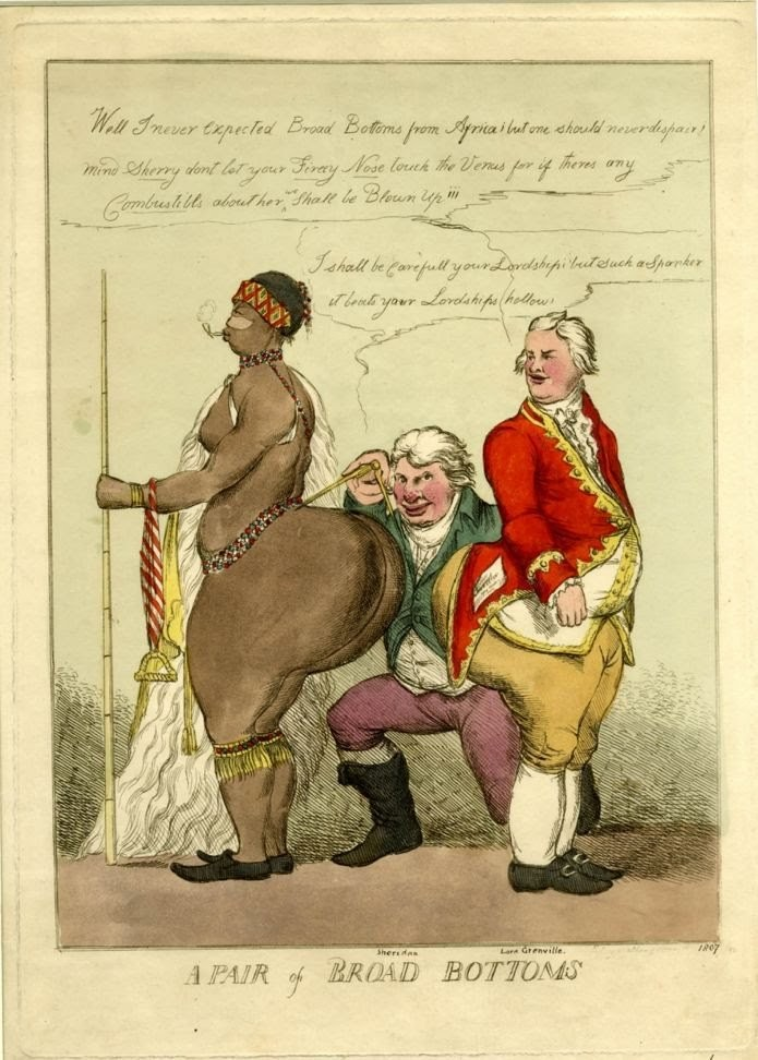 Well I never expected Broad Bottoms from Africa! but one should never dispair!
mind Sherry dont let your Firey Nose touch the Venus for if theres any
Combustibles about her, we Shall be Blown Up !!!
I shall be carefull your Lordship! but such a Spanker
it beats your Lordships hollow!
Sheridan Lord Grenville. 1807
A PAIR of BROAD BOTTOMS